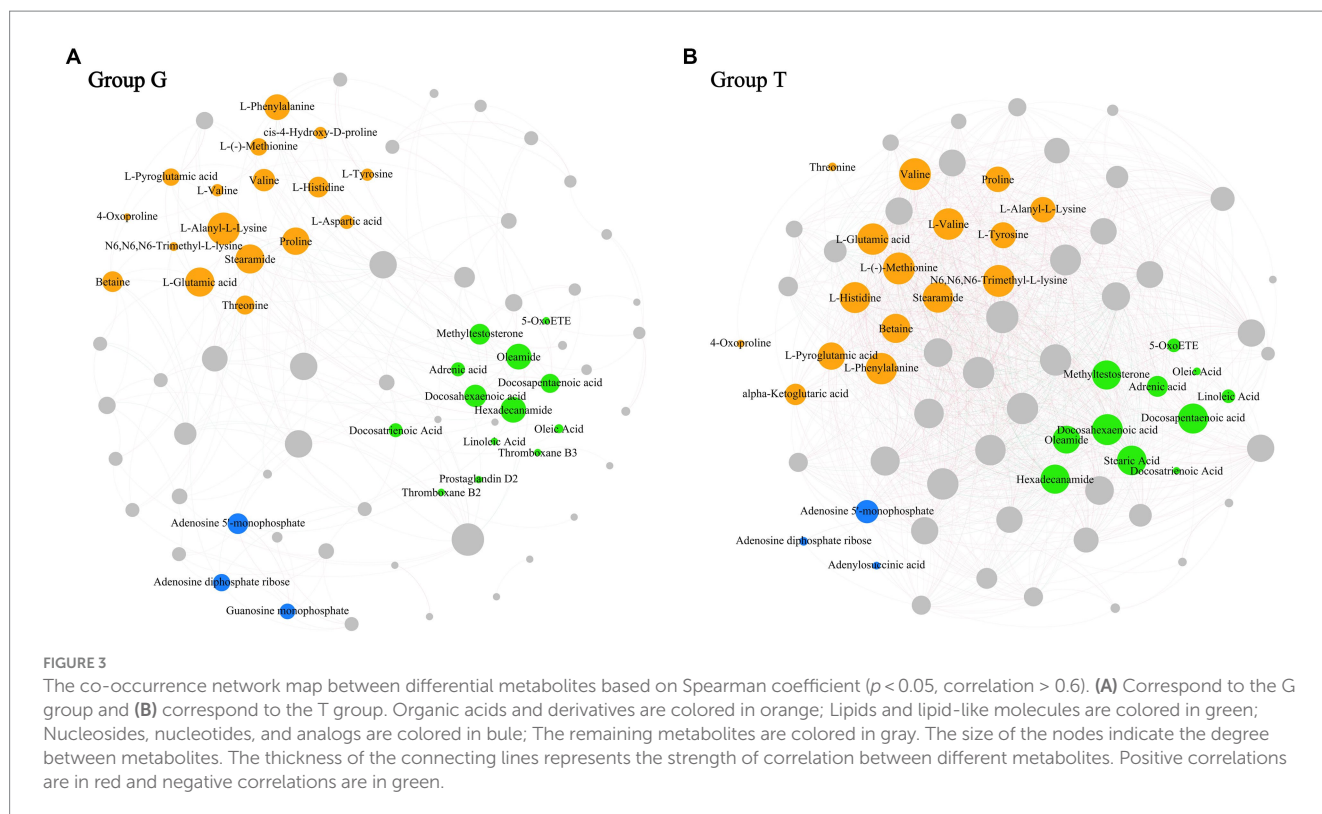 A
Group G
L-Phenylalanine
cis-4-Hydroxy-D-proline
L-(-)-Methionine
L-Pyroglutamic acid
L-Valine
Valine
L-Histidine
L-Tyrosine
4-Oxoproline
L-Alanyl-L-Lysine
L-Aspartic acid
N6,N6,N6-Trimethyl-L-lysine
Proline
Stearamide
Betaine
L-Glutamic acid
Threonine
5-OxoETE
Methyltestosterone
Oleamide
Adrenic acid
Docosapentaenoic acid
Docosahexaenoic acid
Hexadecanamide
Docosatrienoic Acid
Oleic Acid
Linoleic Acid
Thromboxane B3
Prostaglandin D2
Thromboxane B2
Adenosine 5'-monophosphate
Adenosine diphosphate ribose
Guanosine monophosphate
B
Group T
Threonine
Valine
Proline
L-Alanyl-L-Lysine
L-Valine
L-Tyrosine
L-Glutamic acid
L-(-)-Methionine
N6,N6,N6-Trimethyl-L-lysine
L-Histidine
Stearamide
Betaine
4-Oxoproline
L-Pyroglutamic acid
L-Phenylalanine
alpha-Ketoglutaric acid
5-OxoETE
Methyltestosterone
Oleic Acid
Adrenic acid
Linoleic Acid
Docosapentaenoic acid
Docosahexaenoic acid
Oleamide
Stearic Acid
Docosatrienoic Acid
Hexadecanamide
Adenosine 5'-monophosphate
Adenosine diphosphate ribose
Adenylosuccinic acid
FIGURE 3
The co-occurrence network map between differential metabolites based on Spearman coefficient (p < 0.05, correlation > 0.6). (A) Correspond to the G
group and (B) correspond to the T group. Organic acids and derivatives are colored in orange; Lipids and lipid-like molecules are colored in green;
Nucleosides, nucleotides, and analogs are colored in bule; The remaining metabolites are colored in gray. The size of the nodes indicate the degree
between metabolites. The thickness of the connecting lines represents the strength of correlation between different metabolites. Positive correlations
are in red and negative correlations are in green.